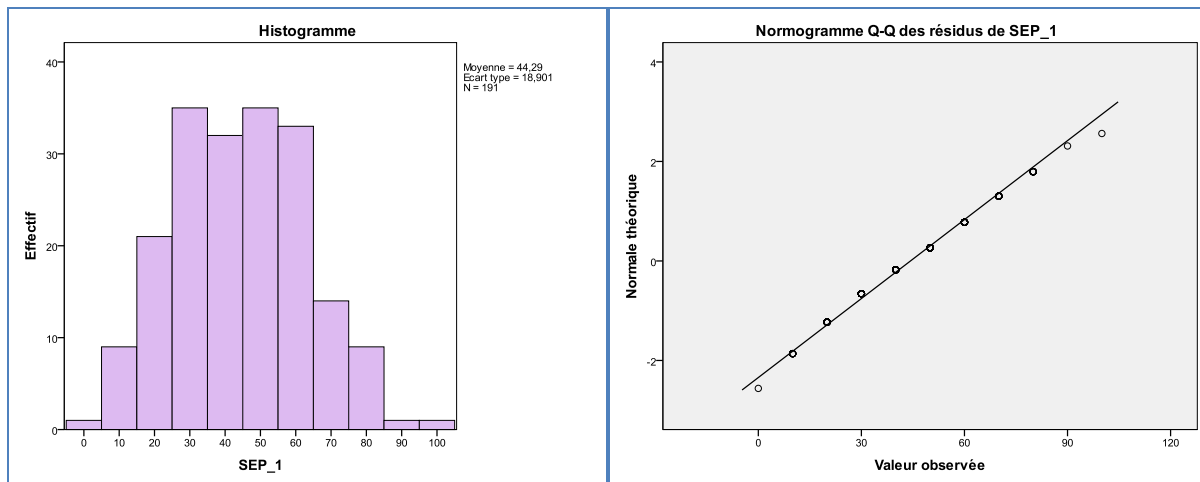 Histogramme
Moyenne = 44,29
Ecart type = 18,901
N = 191
40
30
20
10
0
Effectif
0 10 20 30 40 50 60 70 80 90 100
SEP_1
Normogramme Q-Q des résidus de SEP_1
4
2
0
-2
Normale théorique
0 30 60 90 120
Valeur observée